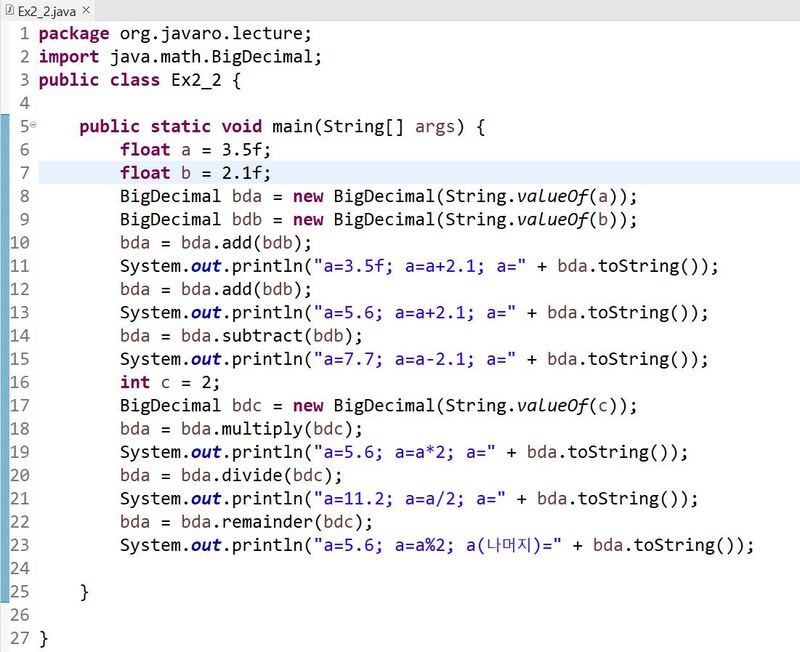 Ex2_2.java
1 package org.javaro.lecture;
2 import java.math.BigDecimal;
3 public class Ex2_2 {
4
5     public static void main(String[] args) {
6         float a = 3.5f;
7         float b = 2.1f;
8         BigDecimal bda = new BigDecimal(String.valueOf(a));
9         BigDecimal bdb = new BigDecimal(String.valueOf(b));
10         bda = bda.add(bdb);
11         System.out.println("a=3.5f; a=a+2.1; a=" + bda.toString());
12         bda = bda.add(bdb);
13         System.out.println("a=5.6; a=a+2.1; a=" + bda.toString());
14         bda = bda.subtract(bdb);
15         System.out.println("a=7.7; a=a-2.1; a=" + bda.toString());
16         int c = 2;
17         BigDecimal bdc = new BigDecimal(String.valueOf(c));
18         bda = bda.multiply(bdc);
19         System.out.println("a=5.6; a=a*2; a=" + bda.toString());
20         bda = bda.divide(bdc);
21         System.out.println("a=11.2; a=a/2; a=" + bda.toString());
22         bda = bda.remainder(bdc);
23         System.out.println("a=5.6; a=a%2; a(나머지)=" + bda.toString());
24
25     }
26
27 }